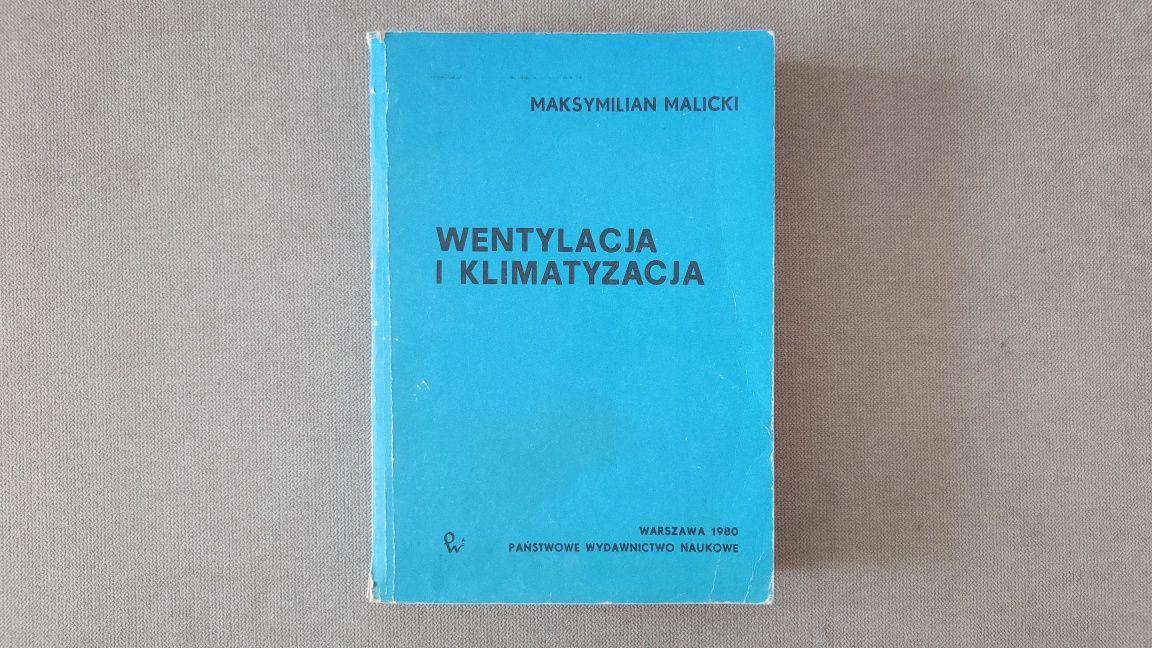 MAKSYMILIAN MALICKI
WENTYLACJA
I KLIMATYZACJA
WARSZAWA 1980
PAŃSTWOWE WYDAWNICTWO NAUKOWE